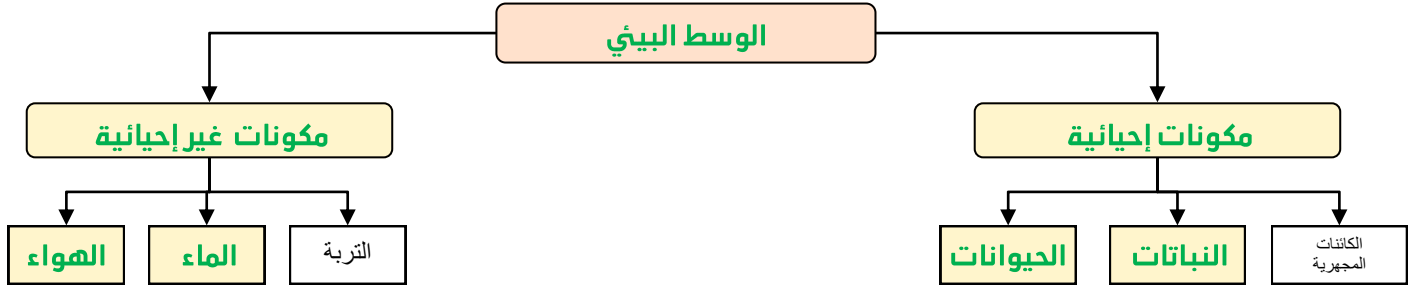 الوسط البيئي
مكونات إحيائية
مكونات غير إحيائية
الكائنات
المجهرية
النباتات
الحيوانات
التربة
الماء
الهواء